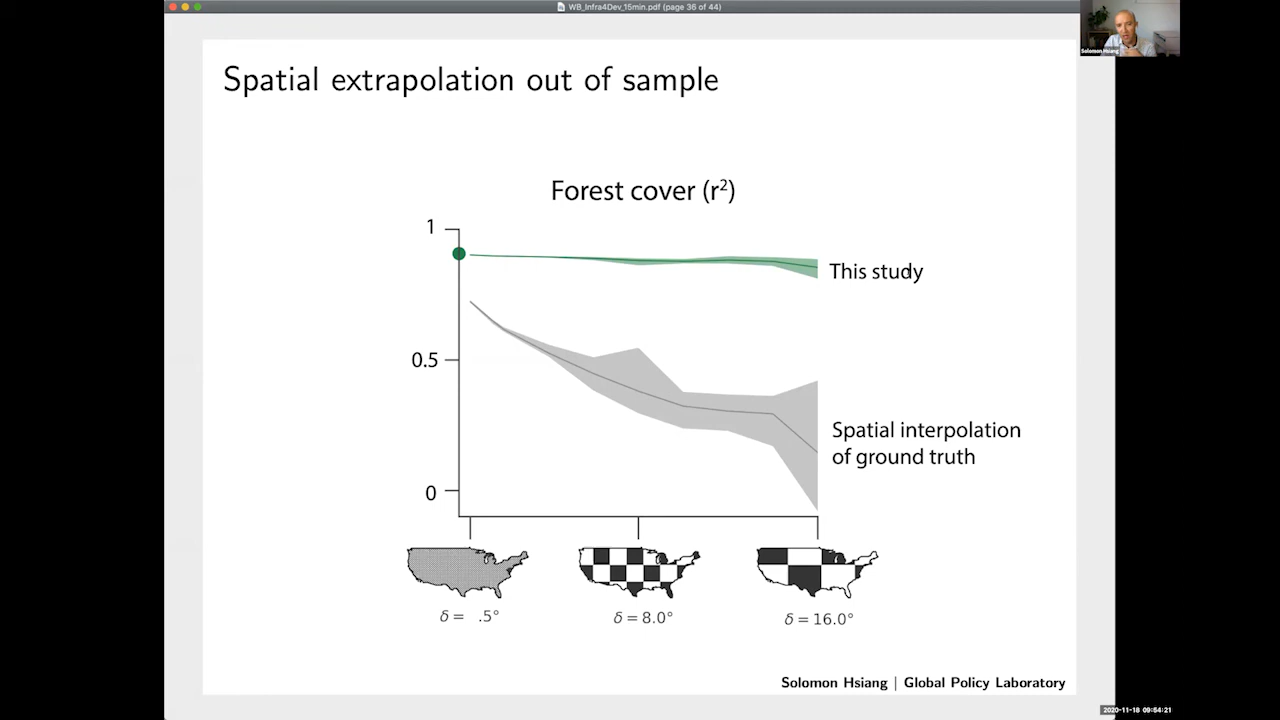 WB_Infra4Dev_15min.pdf (page 36 of 44)
Solomon Hsiang
Spatial extrapolation out of sample
Forest cover (r²)
1
This study
0.5
Spatial interpolation
of ground truth
0
δ = .5°
δ = 8.0°
δ = 16.0°
Solomon Hsiang | Global Policy Laboratory
2020-11-18 09:54:21